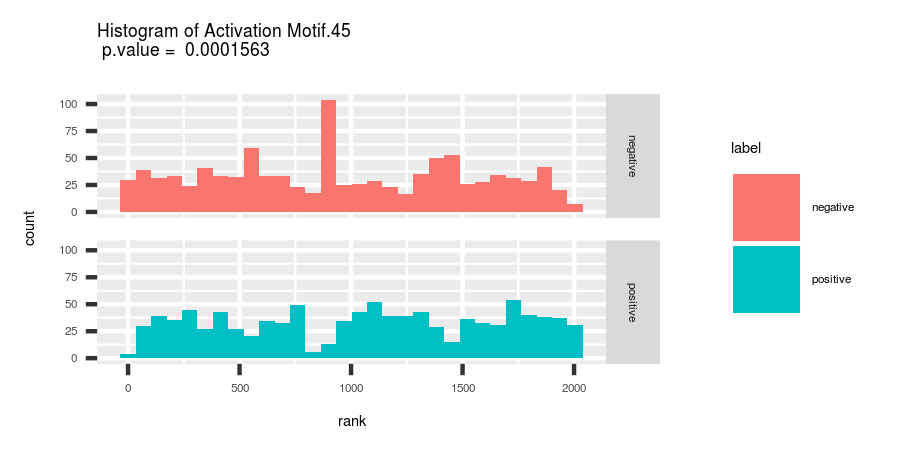 Histogram of Activation Motif.45
p.value =  0.0001563
count
100
75
50
25
0
negative
100
75
50
25
0
positive
0 500 1000 1500 2000
rank
label
negative
positive